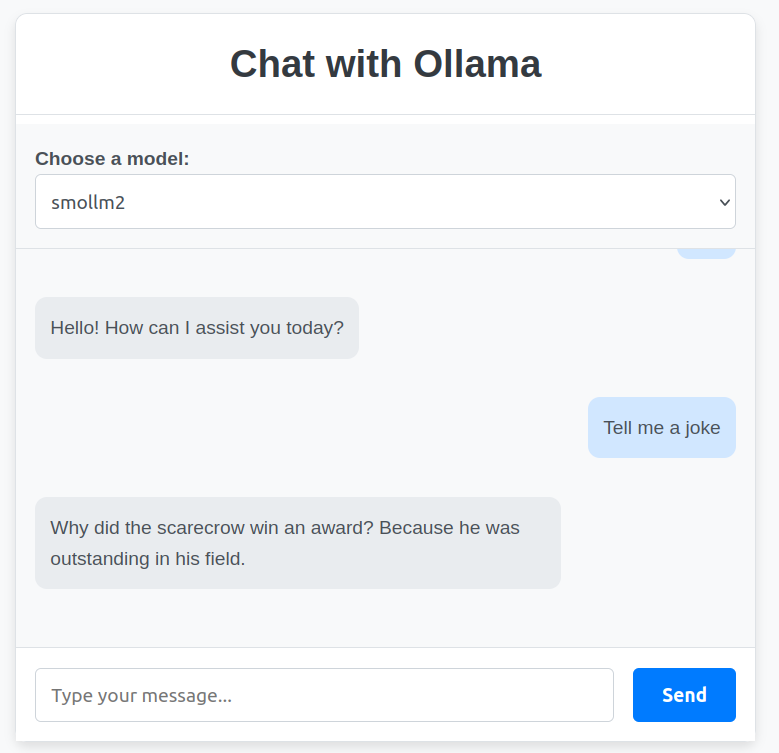 Chat with Ollama
Choose a model:
smollm2
Hello! How can I assist you today?
Tell me a joke
Why did the scarecrow win an award? Because he was
outstanding in his field.
Type your message...
Send